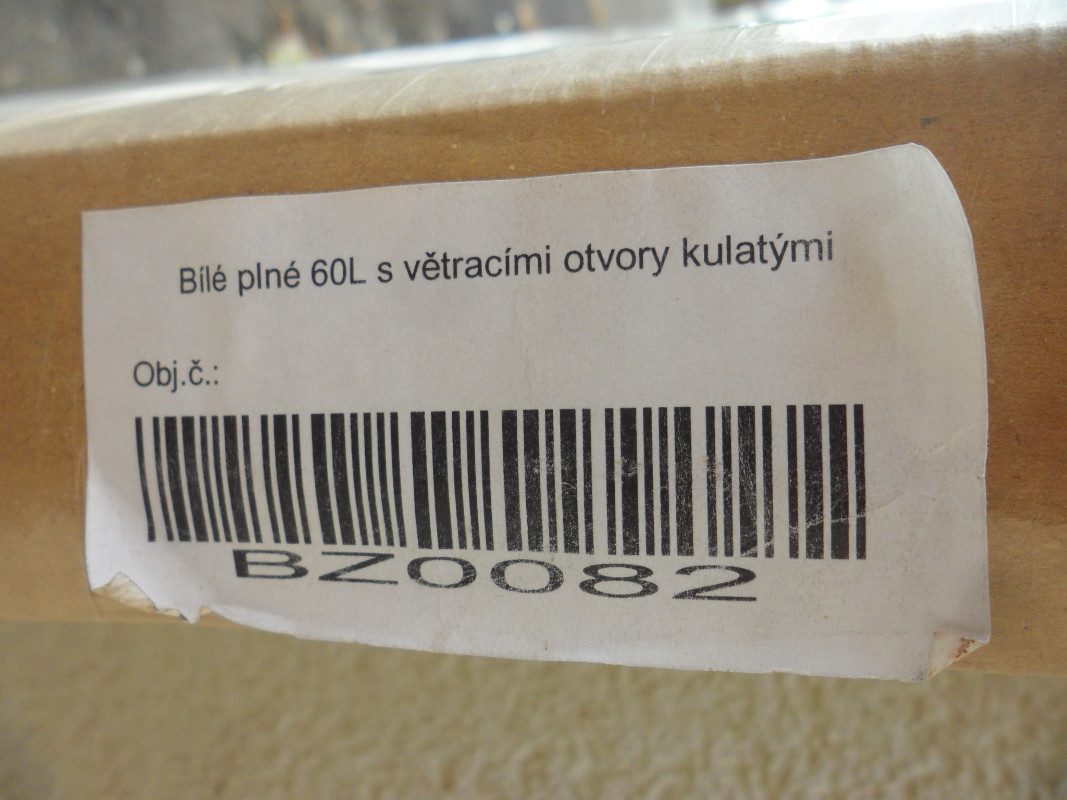 Bílé plné 60L s větracími otvory kulatými
Obj.č.:
BZ0082